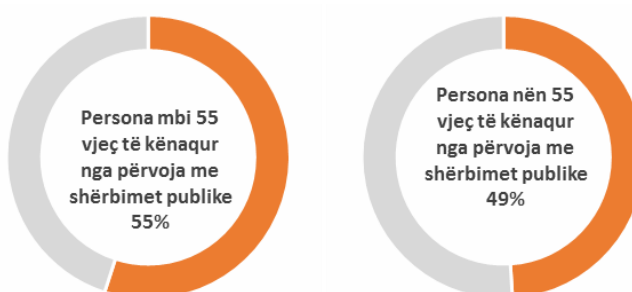 Persona mbi 55
vjeç të kënaqur
nga përvoja me
shërbimet publike
55%
Persona nën 55
vjeç të kënaqur
nga përvoja me
shërbimet publike
49%